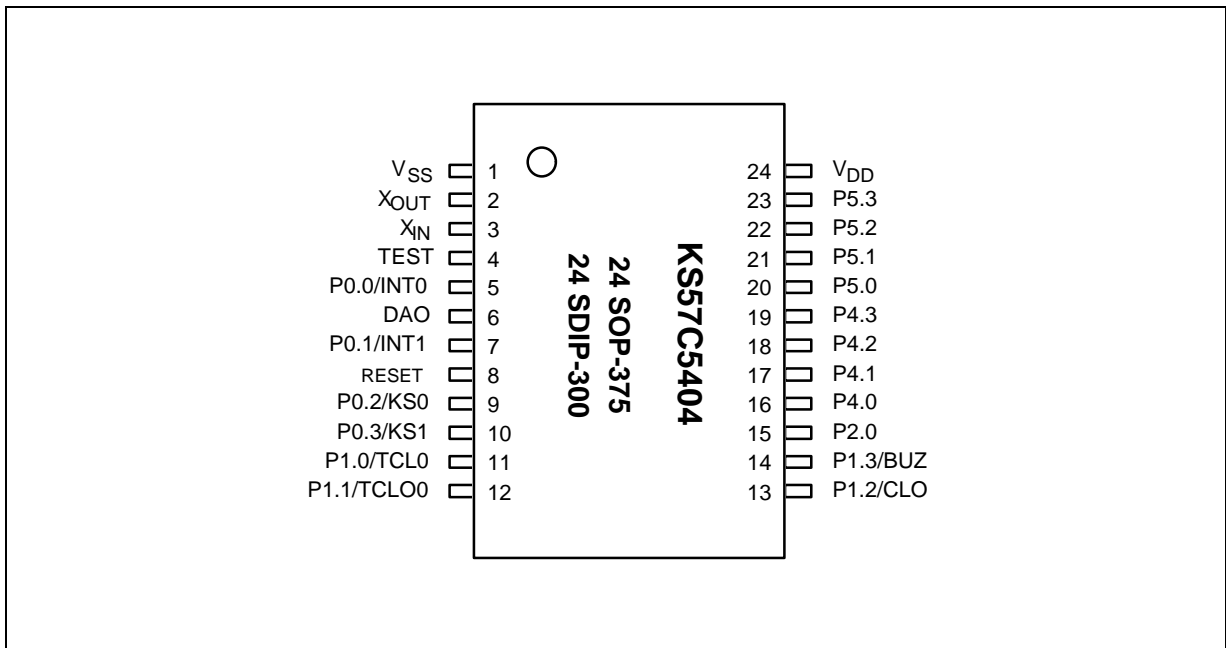 VSS 1
XOUT 2
XIN 3
TEST 4
P0.0/INT0 5
DAO 6
P0.1/INT1 7
RESET 8
P0.2/KS0 9
P0.3/KS1 10
P1.0/TCL0 11
P1.1/TCLO0 12
KS57C5404
24 SOP-375
24 SDIP-300
24 VDD
23 P5.3
22 P5.2
21 P5.1
20 P5.0
19 P4.3
18 P4.2
17 P4.1
16 P4.0
15 P2.0
14 P1.3/BUZ
13 P1.2/CLO